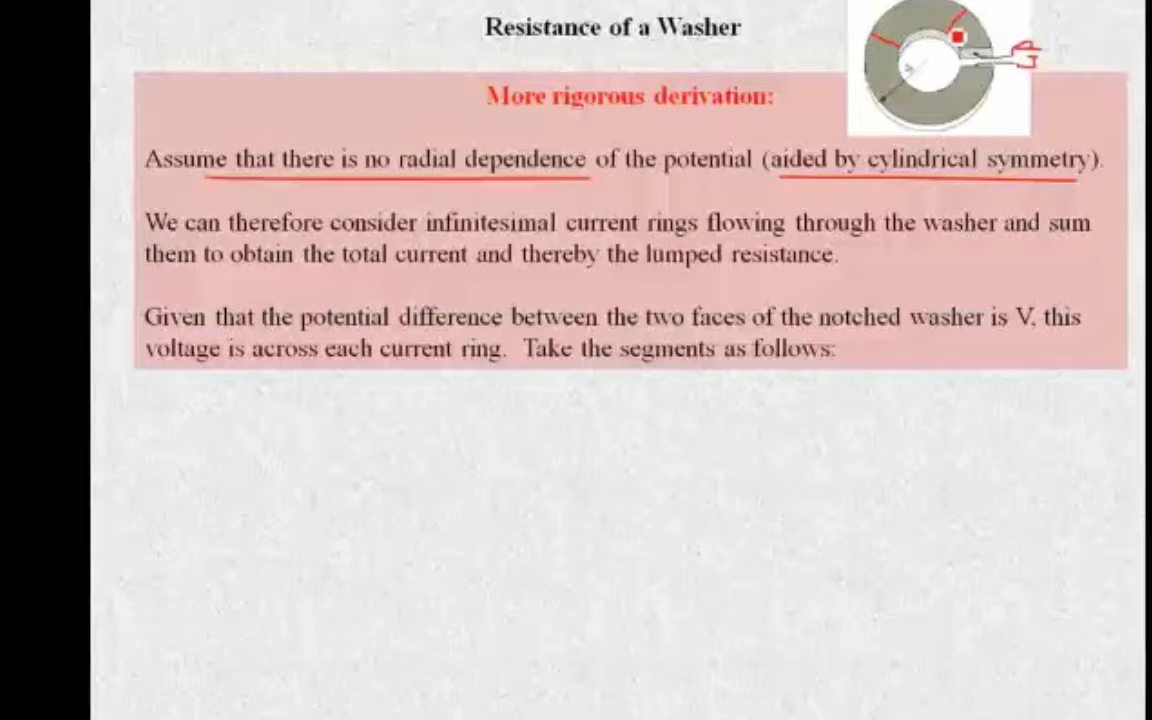 Resistance of a Washer
More rigorous derivation:
Assume that there is no radial dependence of the potential (aided by cylindrical symmetry).
We can therefore consider infinitesimal current rings flowing through the washer and sum
them to obtain the total current and thereby the lumped resistance.
Given that the potential difference between the two faces of the notched washer is V, this
voltage is across each current ring. Take the segments as follows: